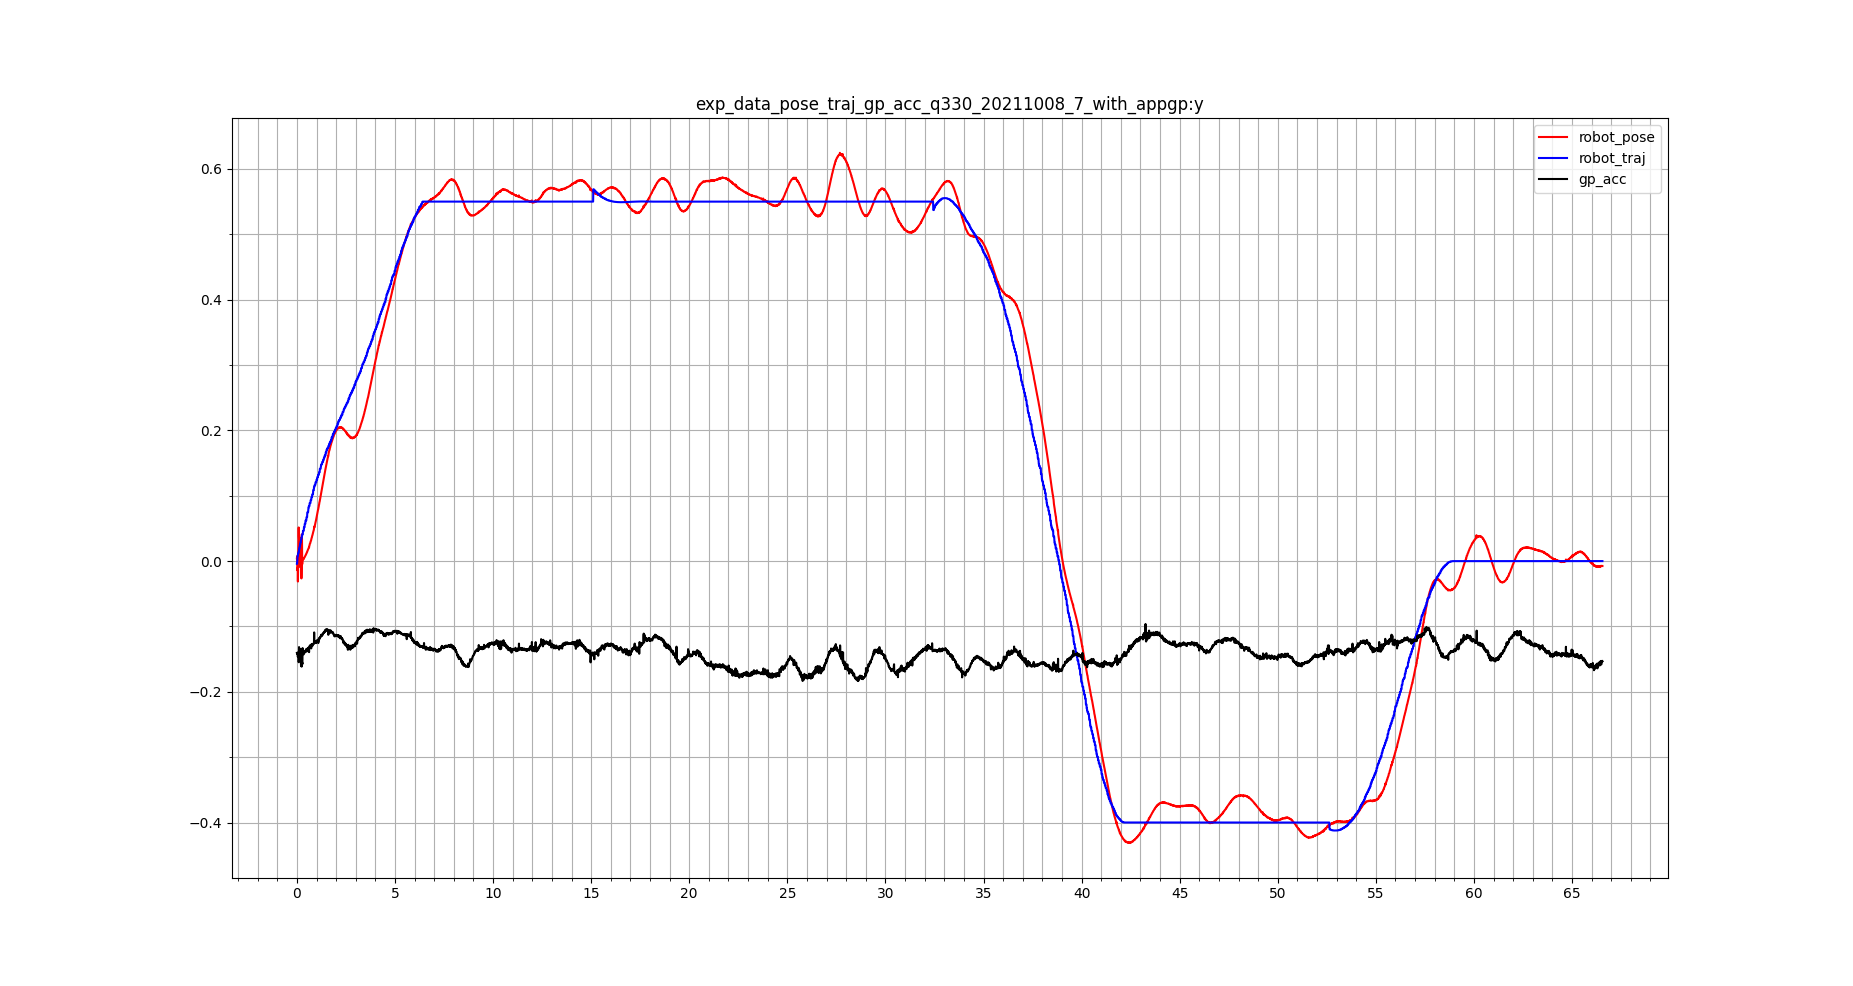 exp_data_pose_traj_gp_acc_q330_20211008_7_with_appgp:y
robot_pose
robot_traj
gp_acc
0.6
0.4
0.2
0.0
−0.2
−0.4
0 5 10 15 20 25 30 35 40 45 50 55 60 65